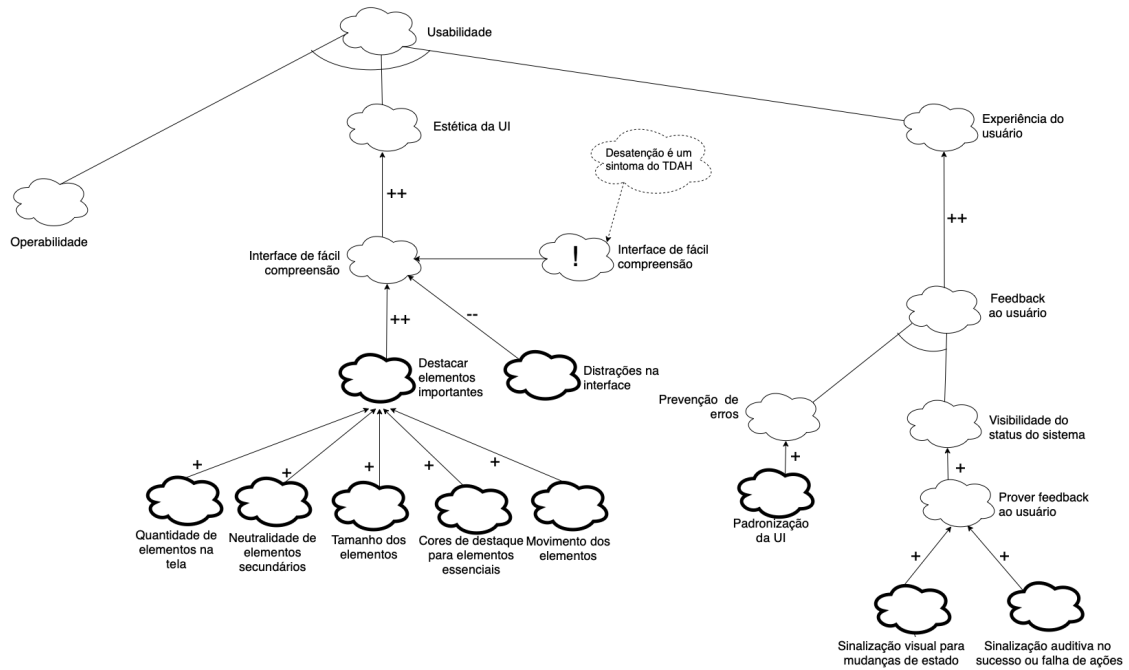 Usabilidade
Estética da UI
Experiência do
usuário
Desatenção é um
sintoma do TDAH
++
++
Operabilidade
Interface de fácil
compreensão
!
Interface de fácil
compreensão
Feedback
ao usuário
++
--
Destacar
elementos
importantes
Distrações na
interface
Prevenção de
erros
Visibilidade do
status do sistema
+
+
+
+
+
+
+
Quantidade de
elementos na
tela
Neutralidade de
elementos
secundários
Tamanho dos
elementos
Cores de destaque
para elementos
essenciais
Movimento dos
elementos
Padronização
da UI
Prover feedback
ao usuário
+
+
Sinalização visual para
mudanças de estado
Sinalização auditiva no
sucesso ou falha de ações